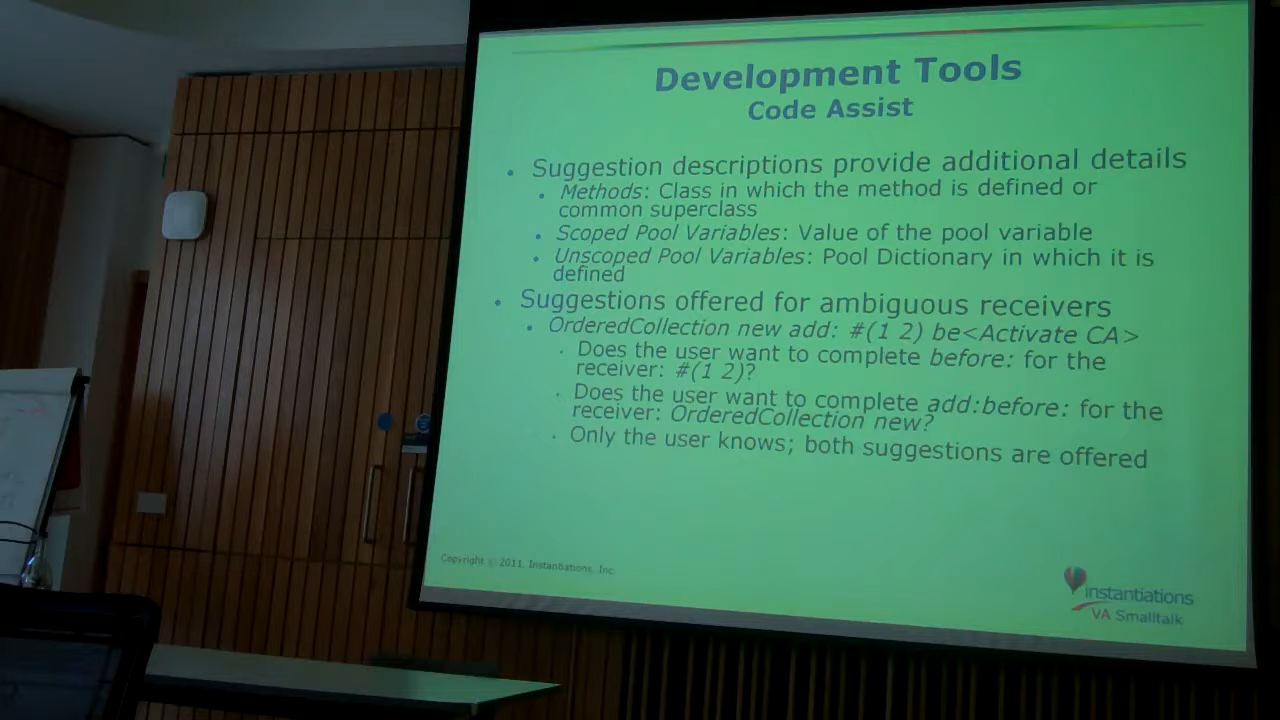 Development Tools
Code Assist
• Suggestion descriptions provide additional details
• Methods: Class in which the method is defined or
common superclass
• Scoped Pool Variables: Value of the pool variable
• Unscoped Pool Variables: Pool Dictionary in which it is
defined
• Suggestions offered for ambiguous receivers
• OrderedCollection new add: #(1 2) be<Activate CA>
• Does the user want to complete before: for the
receiver: #(1 2)?
• Does the user want to complete add:before: for the
receiver: OrderedCollection new?
• Only the user knows; both suggestions are offered
Copyright © 2011, Instantiations, Inc
instantiations
VA Smalltalk